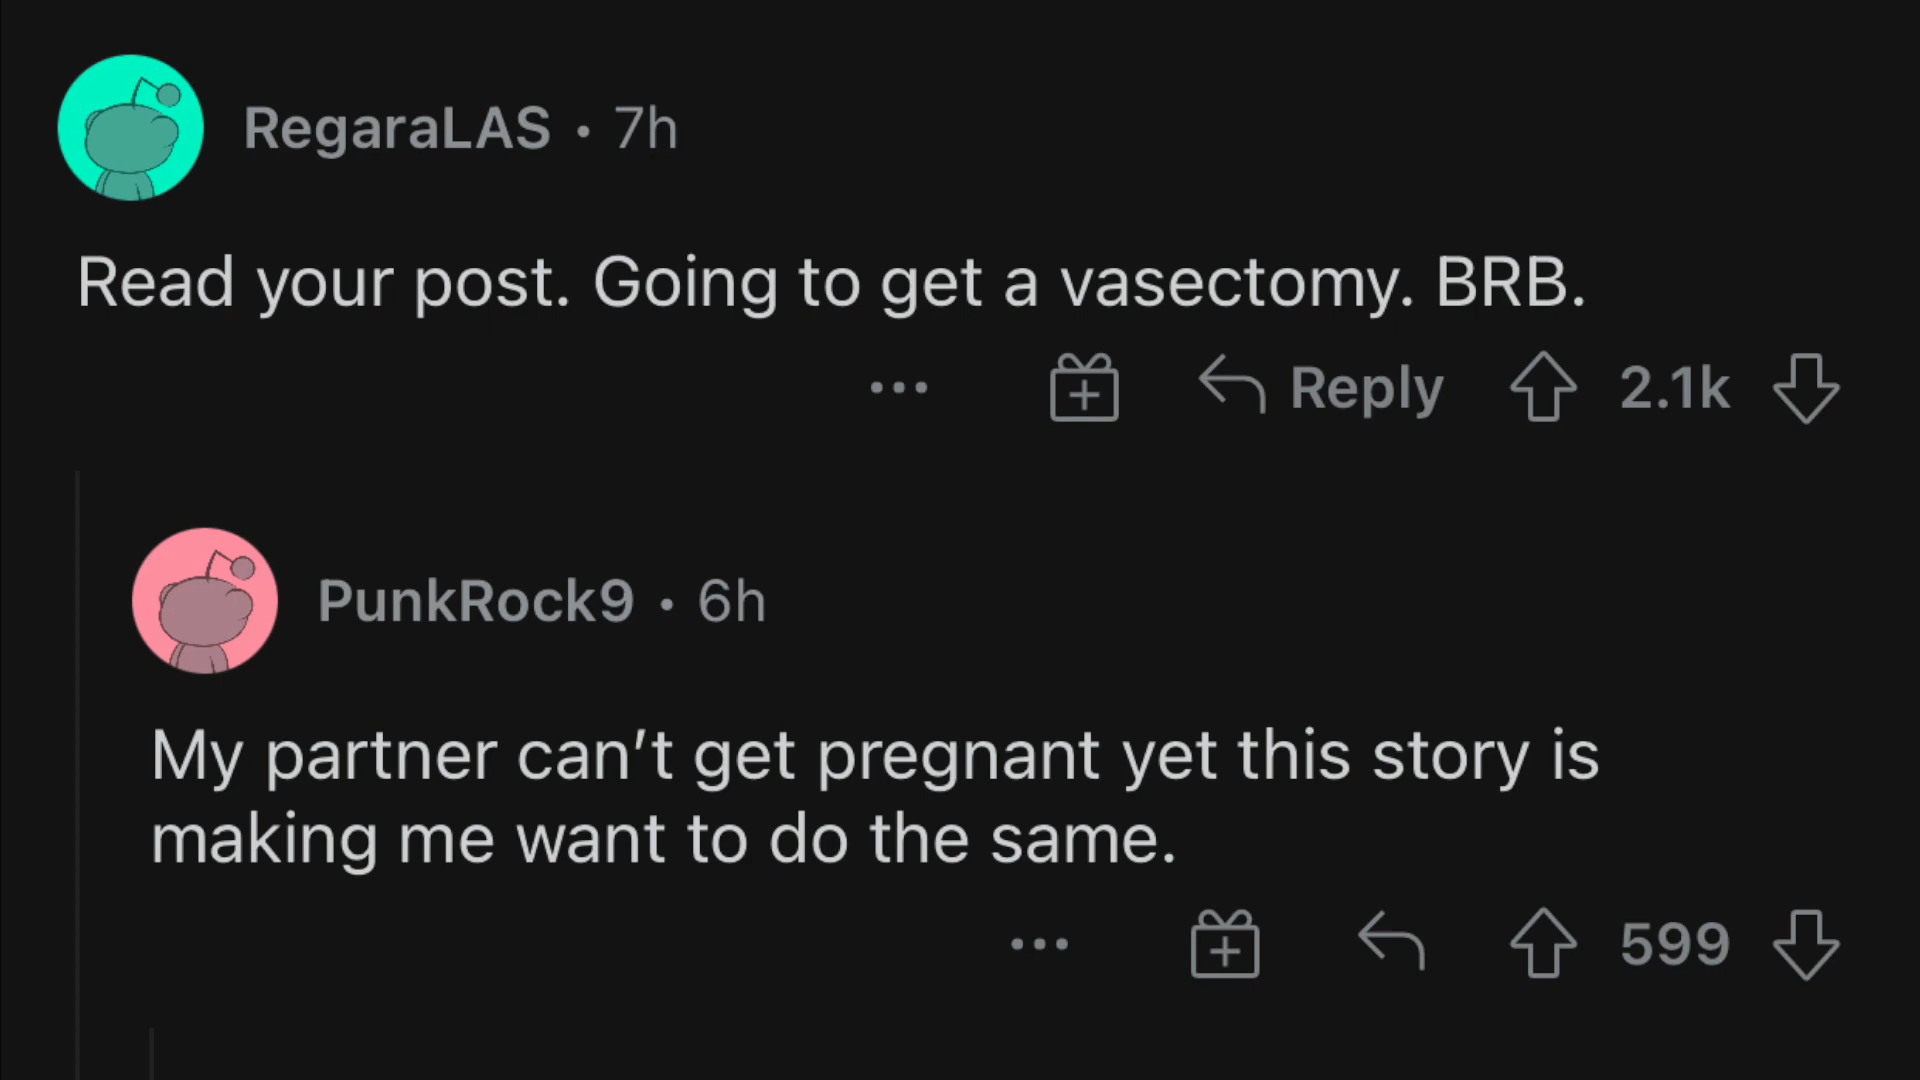 RegaraLAS • 7h
Read your post. Going to get a vasectomy. BRB.
Reply 2.1k
PunkRock9 • 6h
My partner can’t get pregnant yet this story is
making me want to do the same.
599